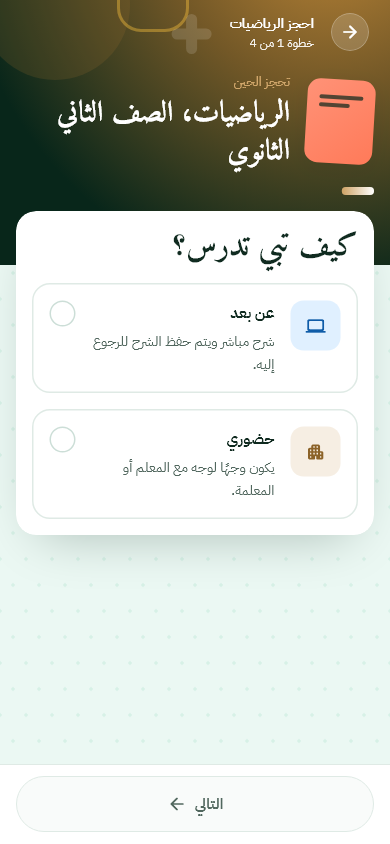 احجز الرياضيات
خطوة 1 من 4
تحجز الحين
الرياضيات، الصف الثاني
الثانوي
كيف تبي تدرس؟
عن بعد
شرح مباشر ويتم حفظ الشرح للرجوع
إليه.
حضوري
يكون وجهًا لوجه مع المعلم أو
المعلمة.
التالي